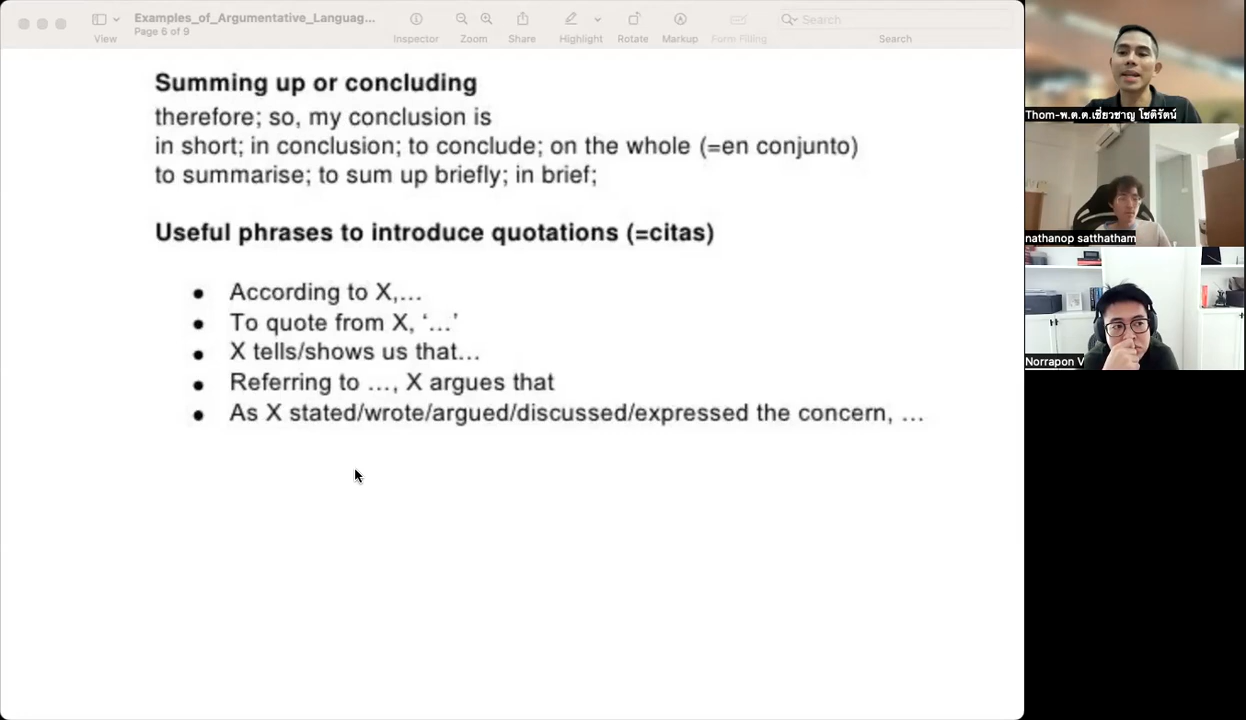 Examples_of_Argumentative_Languag...
Page 6 of 9
View
Inspector
Zoom
Share
Highlight
Rotate
Markup
Form Filling
Search
Search
Summing up or concluding
therefore; so, my conclusion is
in short; in conclusion; to conclude; on the whole (=en conjunto)
to summarise; to sum up briefly; in brief;
Useful phrases to introduce quotations (=citas)
• According to X,…
• To quote from X, ‘…’
• X tells/shows us that…
• Referring to …, X argues that
• As X stated/wrote/argued/discussed/expressed the concern, …
Thom-พ.ต.ต.เชี่ยวชาญ โชติรัตน์
nathanop satthatham
Norrapon V